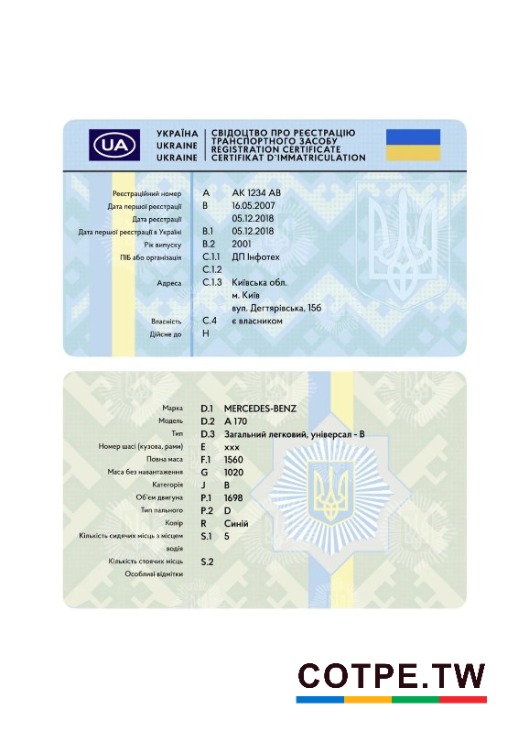 UA
УКРАЇНА
UKRAINE
UKRAINE
СВІДОЦТВО ПРО РЕЄСТРАЦІЮ
ТРАНСПОРТНОГО ЗАСОБУ
REGISTRATION CERTIFICATE
CERTIFIKAT D'IMMATRICULATION
Реєстраційний номер A АК 1234 АВ
Дата першої реєстрації B 16.05.2007
Дата реєстрації 05.12.2018
Дата першої реєстрації в Україні B.1 05.12.2018
Рік випуску B.2 2001
ПІБ або організація C.1.1 ДП Інфотех
C.1.2
Адреса C.1.3 Київська обл.
м. Київ
вул. Дегтярівська, 15б
Власність C.4 є власником
Дійсне до H
Марка D.1 MERCEDES-BENZ
Модель D.2 A 170
Тип D.3 Загальний легковий, універсал - В
Номер шасі (кузова, рами) E xxx
Повна маса F.1 1560
Маса без навантаження G 1020
Категорія J B
Об'єм двигуна P.1 1698
Тип пального P.2 D
Колір R Синій
Кількість сидячих місць з місцем S.1 5
водія
Кількість стоячих місць S.2
Особливі відмітки
COTPE.TW